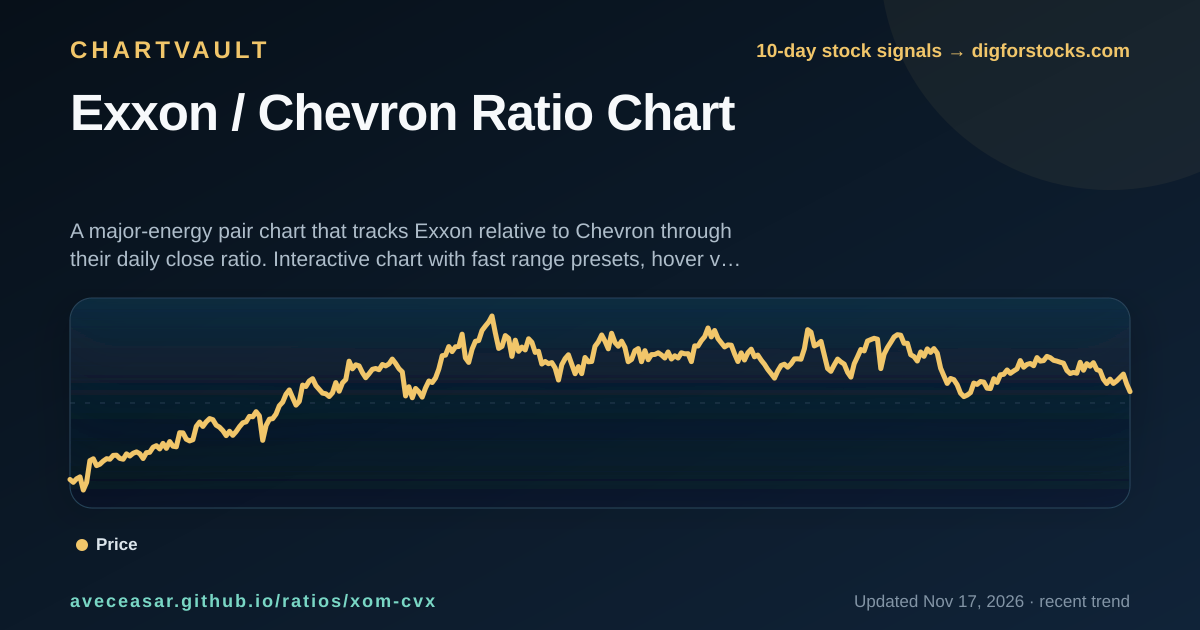 CHARTVAULT
10-day stock signals → digforstocks.com
Exxon / Chevron Ratio Chart
A major-energy pair chart that tracks Exxon relative to Chevron through
their daily close ratio. Interactive chart with fast range presets, hover v…
Price
aveceasar.github.io/ratios/xom-cvx
Updated Nov 17, 2026 · recent trend